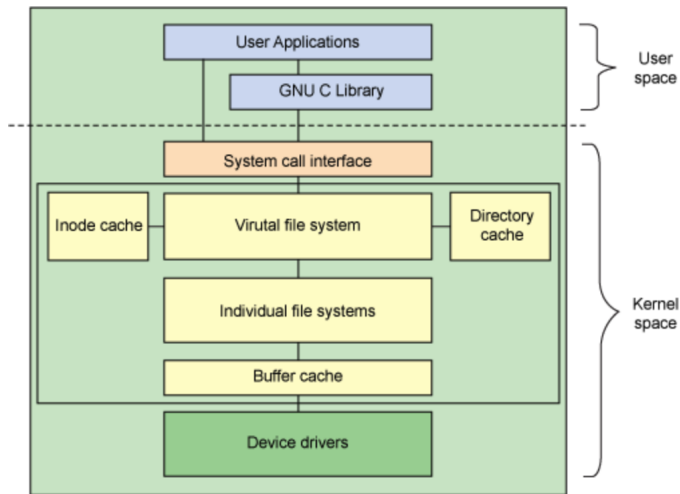 User Applications
User
space
GNU C Library
System call interface
Inode cache
Virutal file system
Directory
cache
Individual file systems
Kernel
space
Buffer cache
Device drivers